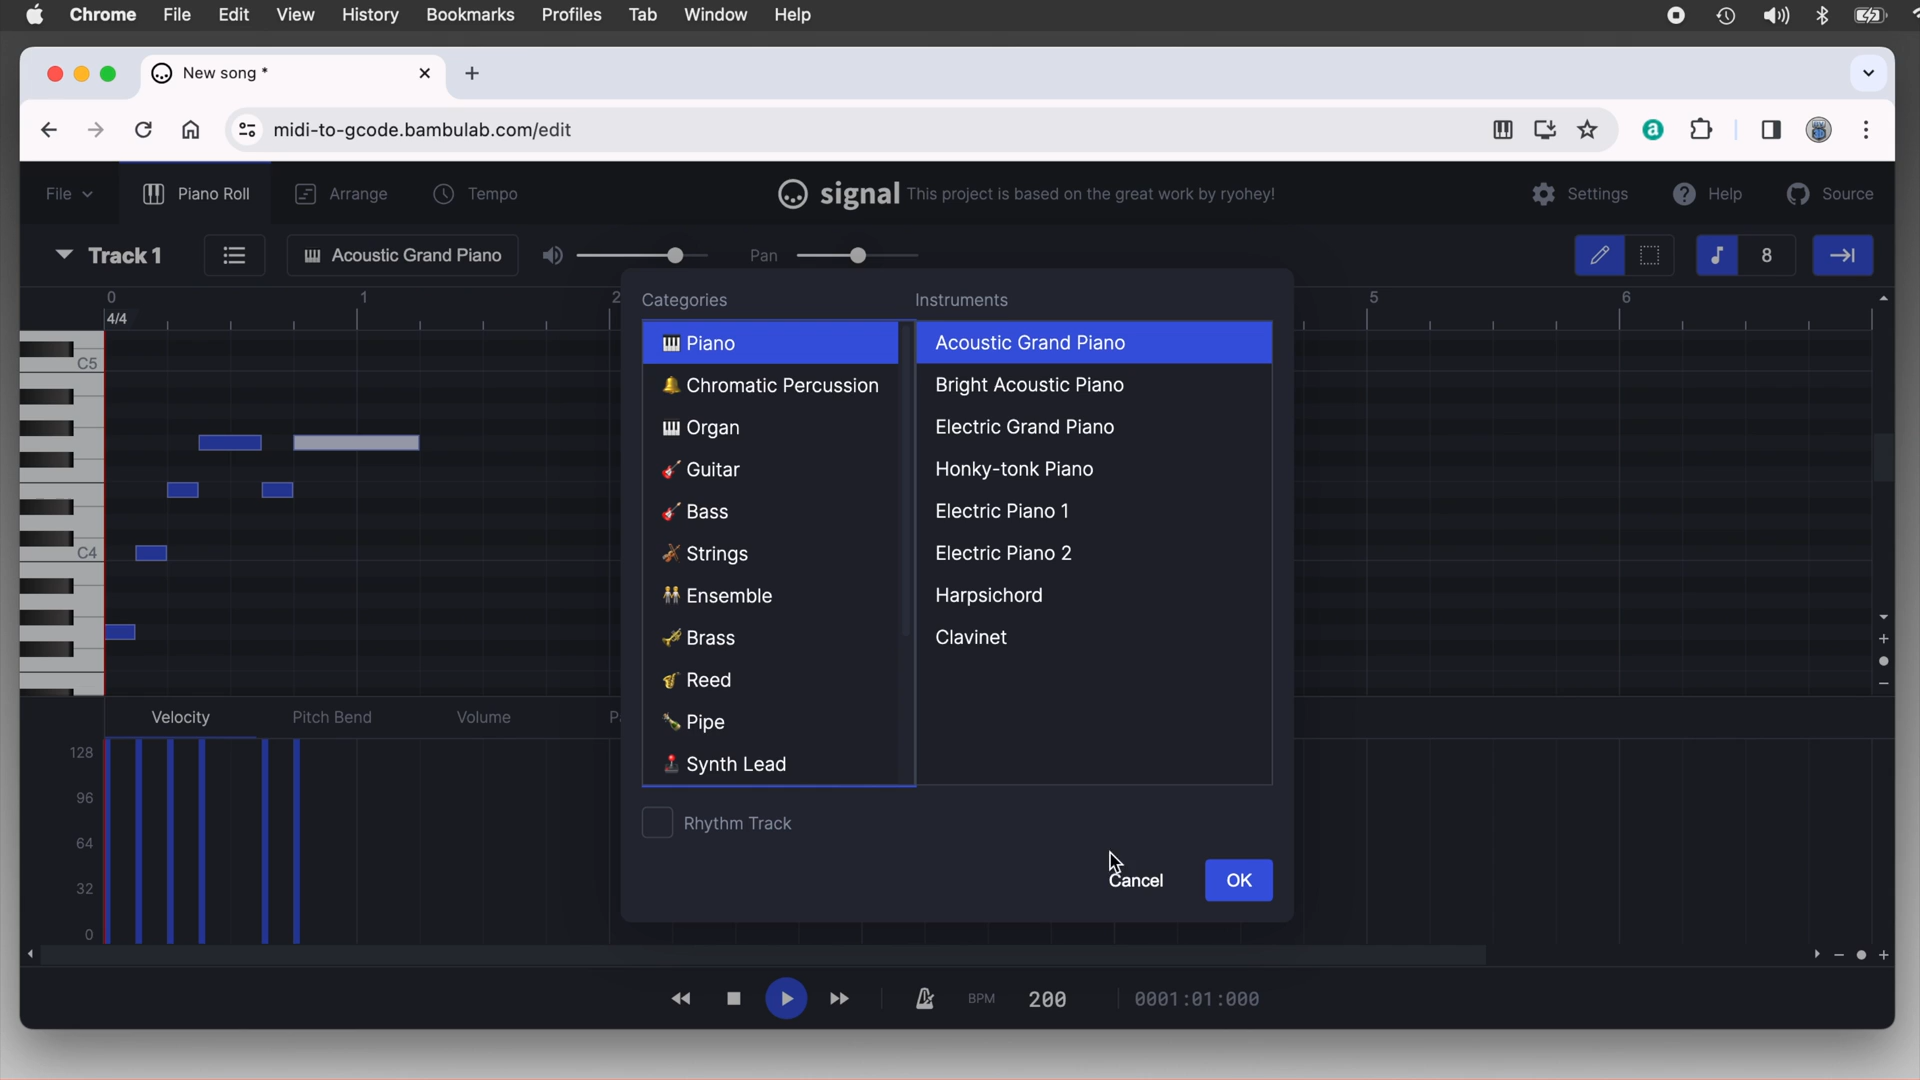 Chrome File Edit View History Bookmarks Profiles Tab Window Help
New song *
midi-to-gcode.bambulab.com/edit
File Piano Roll Arrange Tempo signal This project is based on the great work by ryohey! Settings Help Source
Track 1 Acoustic Grand Piano Pan 8
0 1 2 5 6
4/4
Categories Instruments
Piano
Chromatic Percussion
Organ
Guitar
Bass
Strings
Ensemble
Brass
Reed
Pipe
Synth Lead
Acoustic Grand Piano
Bright Acoustic Piano
Electric Grand Piano
Honky-tonk Piano
Electric Piano 1
Electric Piano 2
Harpsichord
Clavinet
Rhythm Track
Cancel OK
C5
C4
Velocity Pitch Bend Volume
128
96
64
32
0
BPM 200 0001:01:000